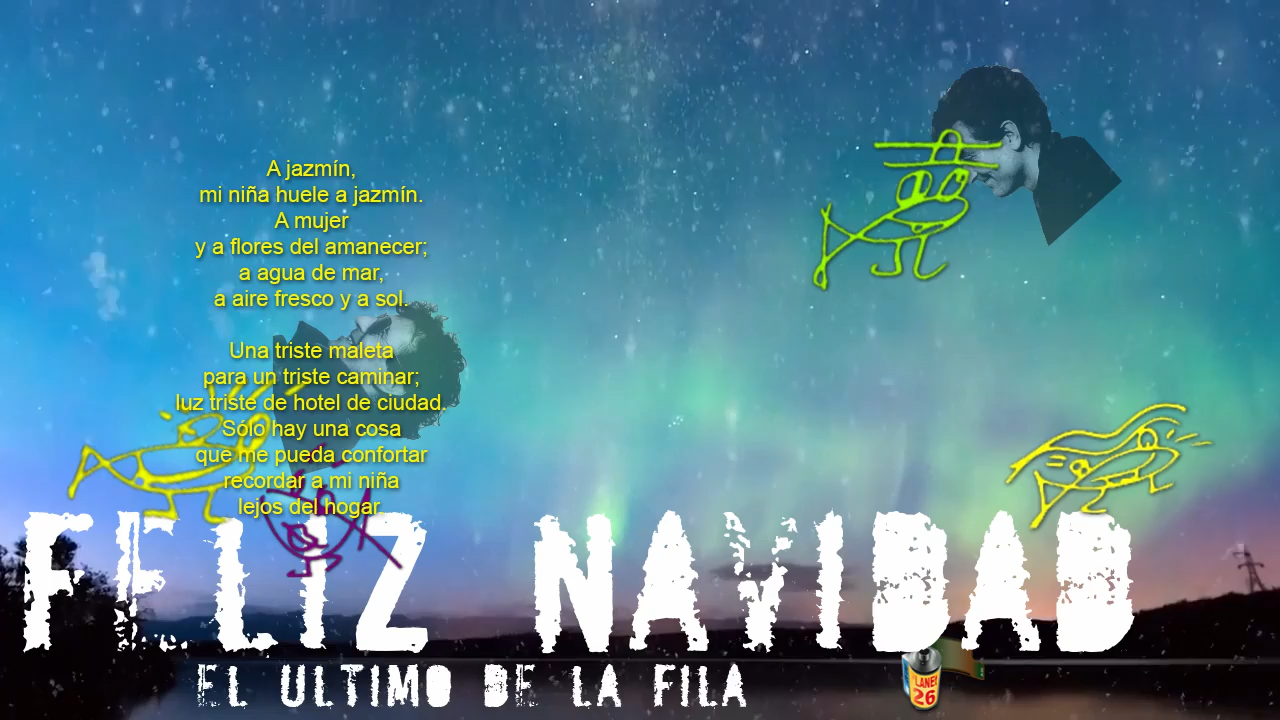 A jazmín,
mi niña huele a jazmín.
A mujer
y a flores del amanecer;
a agua de mar,
a aire fresco y a sol.
Una triste maleta
para un triste caminar;
luz triste de hotel de ciudad.
Sólo hay una cosa
que me pueda confortar
recordar a mi niña
lejos del hogar.
FELIZ NAVIDAD
EL ULTIMO DE LA FILA
PLANET
26